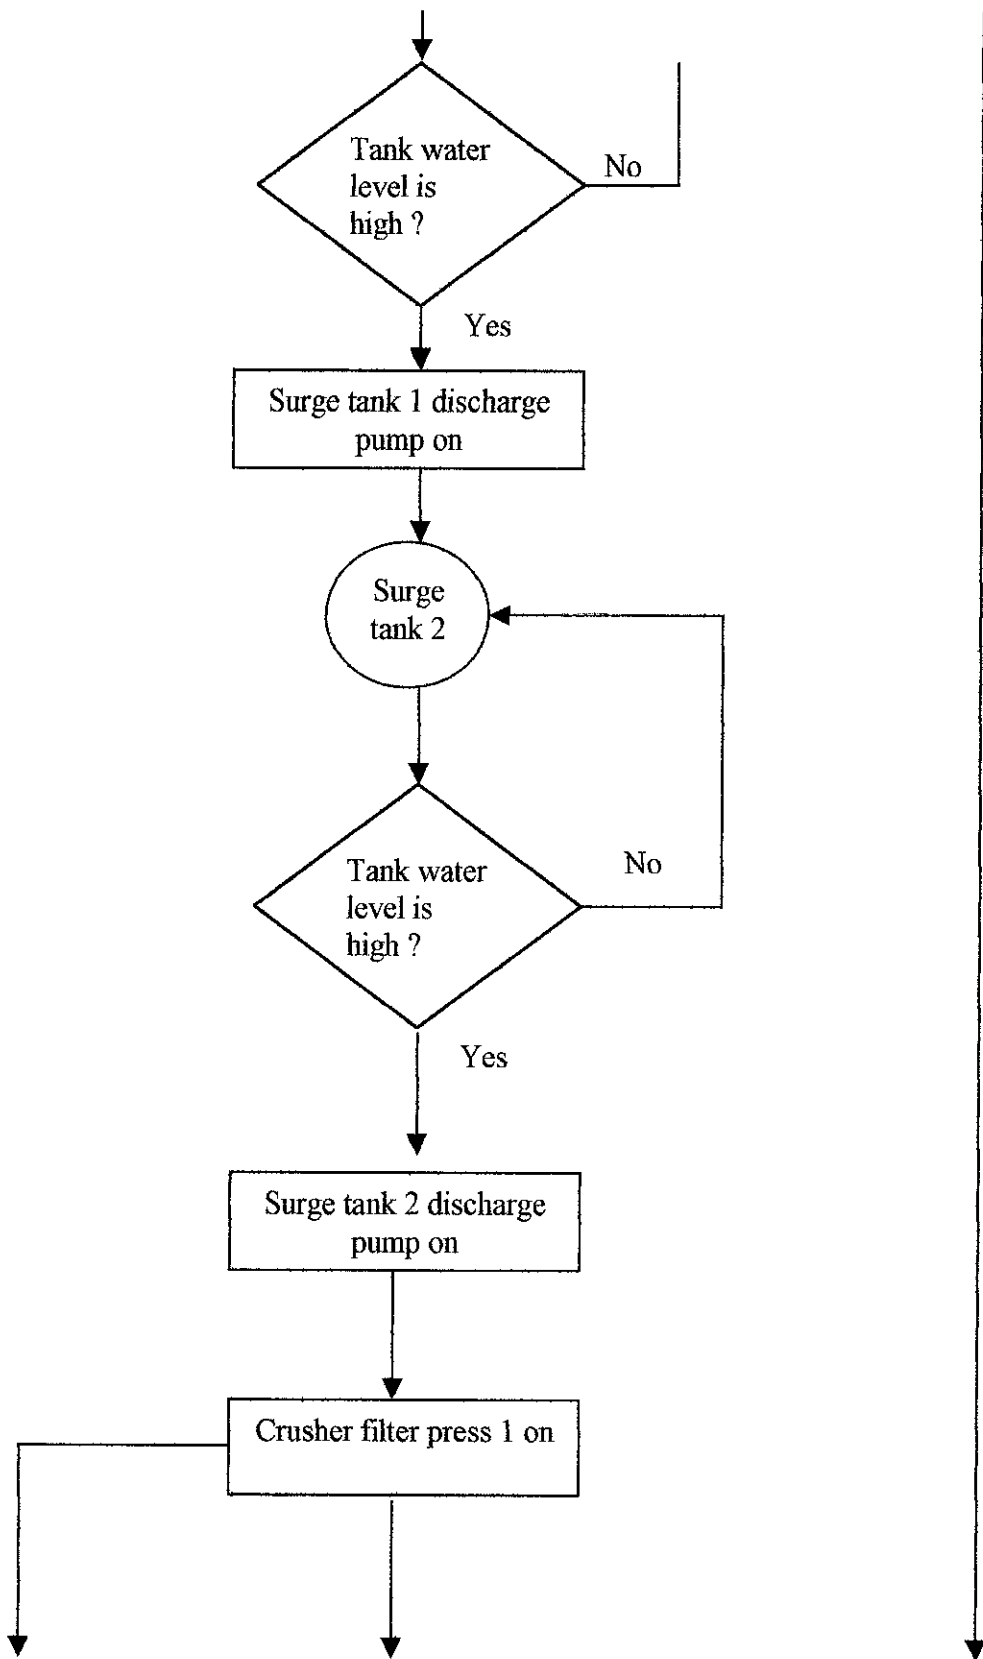 Tank water
level is
high ?
No
Yes
Surge tank 1 discharge
pump on
Surge
tank 2
Tank water
level is
high ?
No
Yes
Surge tank 2 discharge
pump on
Crusher filter press 1 on